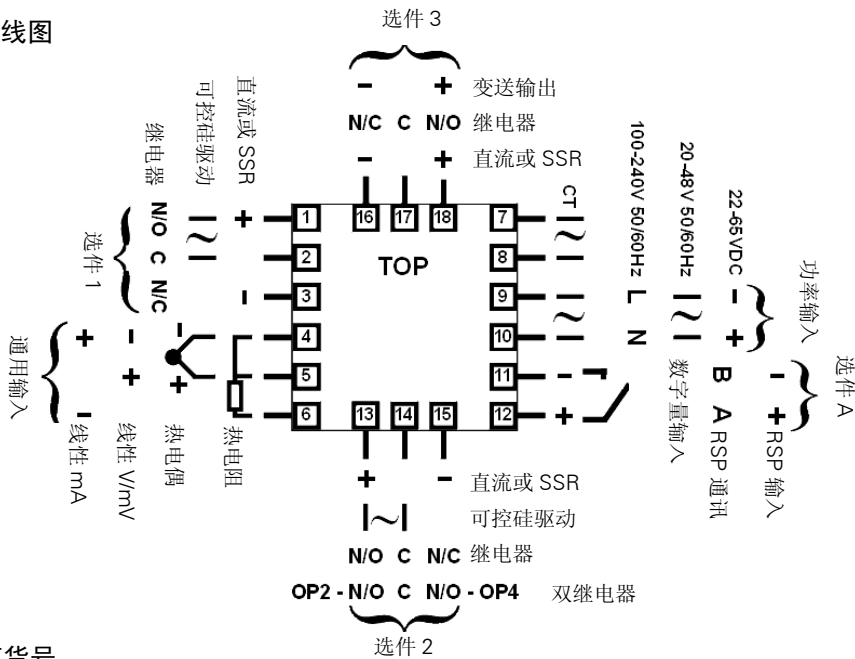 线图
选件 3
- + 变送输出
N/C C N/O 继电器
- + 直流或 SSR
继电器
可控硅驱动
直流或 SSR
N/O
C
N/C
~
+
-
选件 1
通用输入
+
-
线性 mA
-
+
线性 V/mV
-
+
热电偶
热电阻
1
2
3
4
5
6
16 17 18
TOP
13 14 15
7
8
9
10
11
12
CT
~
~
-
+
100-240V 50/60Hz
L
N
20-48V 50/60Hz
~
数字量输入
22-65VDC
-
+
功率输入
B
A
RSP 通讯
-
+
RSP 输入
选件 A
+ - 直流或 SSR
~ 可控硅驱动
N/O C N/C 继电器
OP2 - N/O C N/O - OP4 双继电器
选件 2